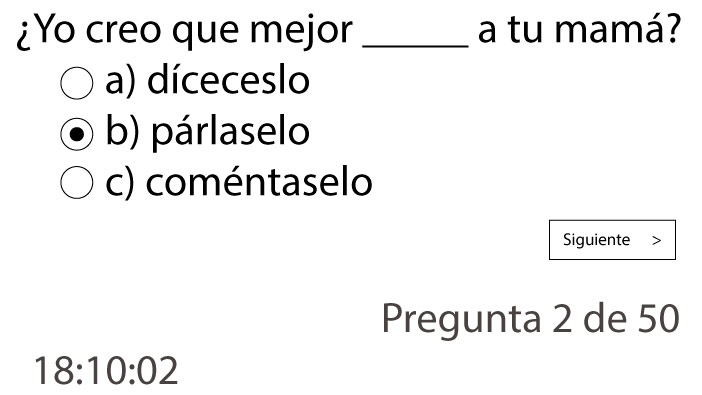 ¿Yo creo que mejor ______ a tu mamá?
a) díceceslo
b) párlaselo
c) coméntaselo
Siguiente >
Pregunta 2 de 50
18:10:02